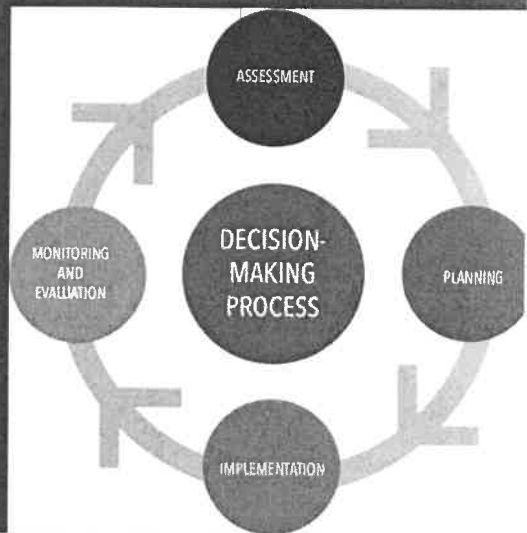 ASSESSMENT
DECISION-
MAKING
PROCESS
MONITORING
AND
EVALUATION
PLANNING
IMPLEMENTATION